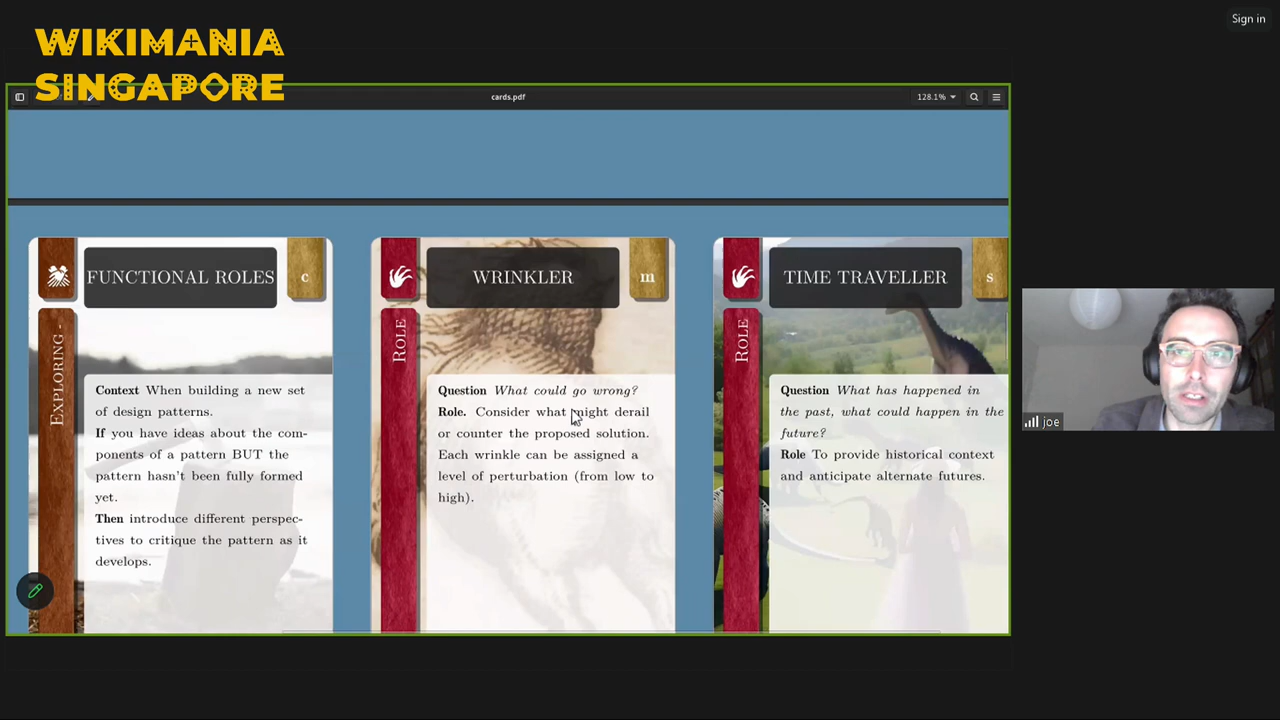 Sign in
WIKIMANIA
SINGAPORE
cards.pdf
128.1%
FUNCTIONAL ROLES
c
EXPLORING -
Context When building a new set
of design patterns.
If you have ideas about the com-
ponents of a pattern BUT the
pattern hasn't been fully formed
yet.
Then introduce different perspec-
tives to critique the pattern as it
develops.
WRINKLER
m
ROLE
Question What could go wrong?
Role. Consider what might derail
or counter the proposed solution.
Each wrinkle can be assigned a
level of perturbation (from low to
high).
TIME TRAVELLER
s
ROLE
Question What has happened in
the past, what could happen in the
future?
Role To provide historical context
and anticipate alternate futures.
joe